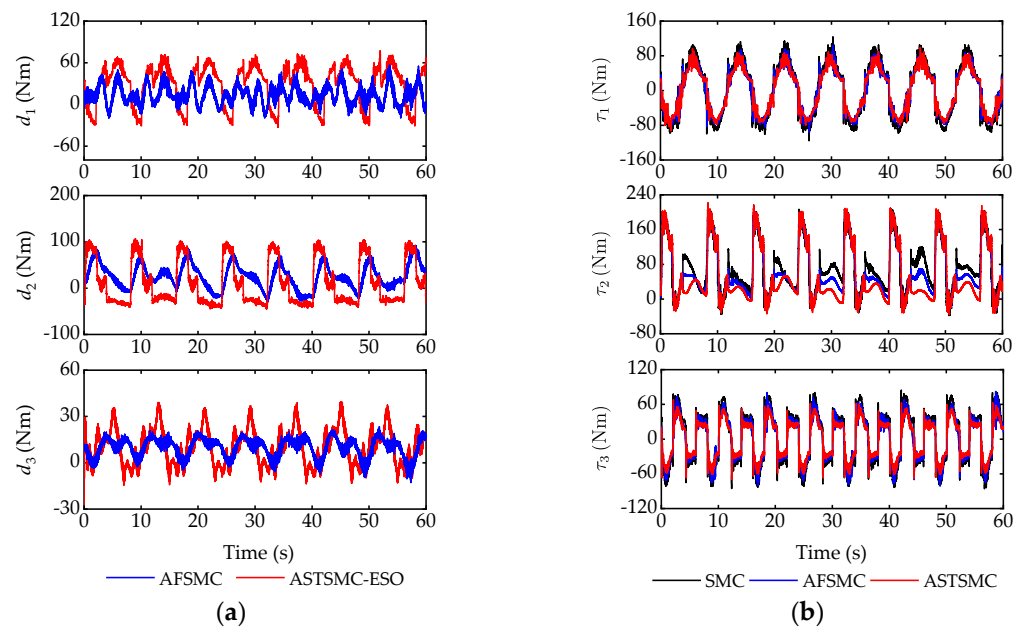 120
60
0
-60
d1 (Nm)
0 10 20 30 40 50 60
200
100
0
-100
d2 (Nm)
0 10 20 30 40 50 60
60
30
0
-30
d3 (Nm)
0 10 20 30 40 50 60
Time (s)
AFSMC ASTSMC-ESO
(a)
160
80
0
-80
-160
τ1 (Nm)
0 10 20 30 40 50 60
240
160
80
0
-80
τ2 (Nm)
0 10 20 30 40 50 60
120
60
0
-60
-120
τ3 (Nm)
0 10 20 30 40 50 60
Time (s)
SMC AFSMC ASTSMC
(b)